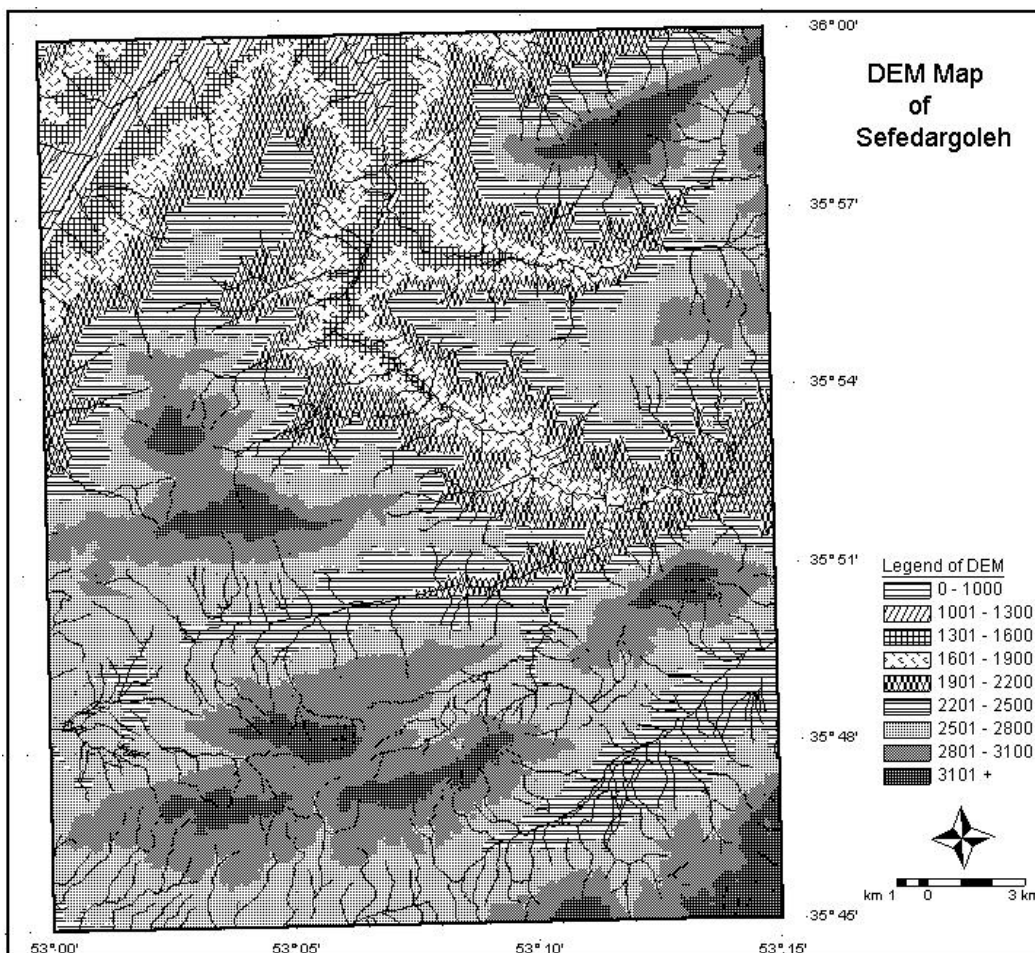 36° 00'
DEM Map
of
Sefedargoleh
35° 57'
35° 54'
35° 51'
Legend of DEM
0 - 1000
1001 - 1300
1301 - 1600
1601 - 1900
1901 - 2200
2201 - 2500
2501 - 2800
2801 - 3100
3101 +
35° 48'
km 1 0 3 km
35° 45'
53° 00' 53° 05' 53° 10' 53° 15'